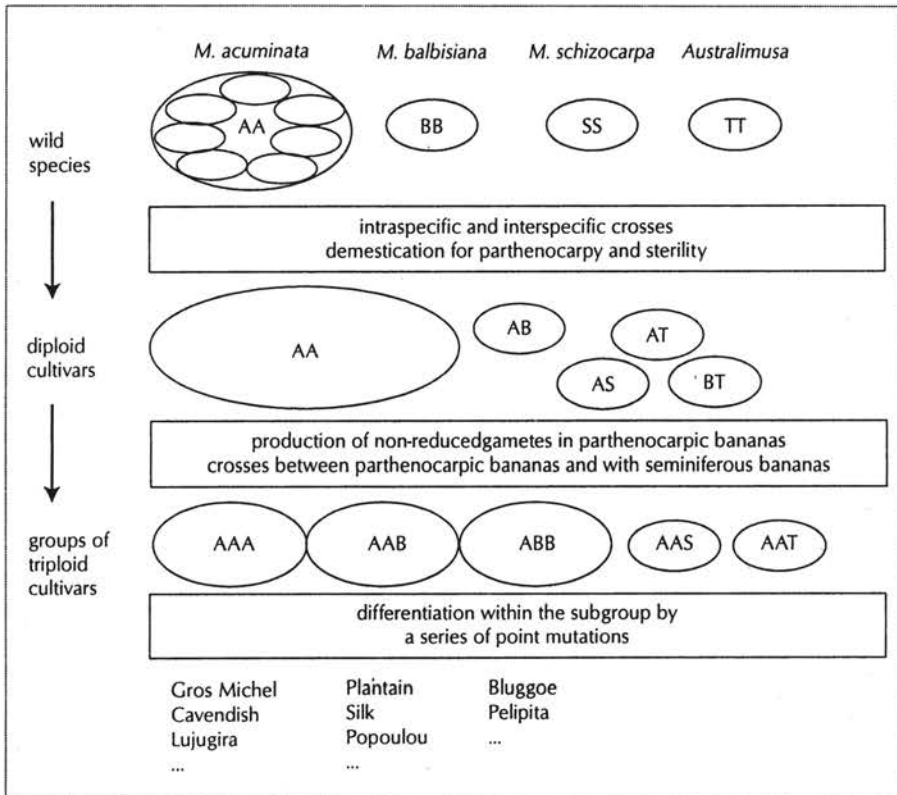 M. acuminata M. balbisiana M. schizocarpa Australimusa
AA BB SS TT
wild
species
intraspecific and interspecific crosses
demestication for parthenocarpy and sterility
diploid
cultivars
AA AB AT
AS BT
production of non-reducedgametes in parthenocarpic bananas
crosses between parthenocarpic bananas and with seminiferous bananas
groups of
triploid
cultivars
AAA AAB ABB AAS AAT
differentiation within the subgroup by
a series of point mutations
Gros Michel Plantain Bluggoe
Cavendish Silk Pelipita
Lujugira Popoulou ...
... ...